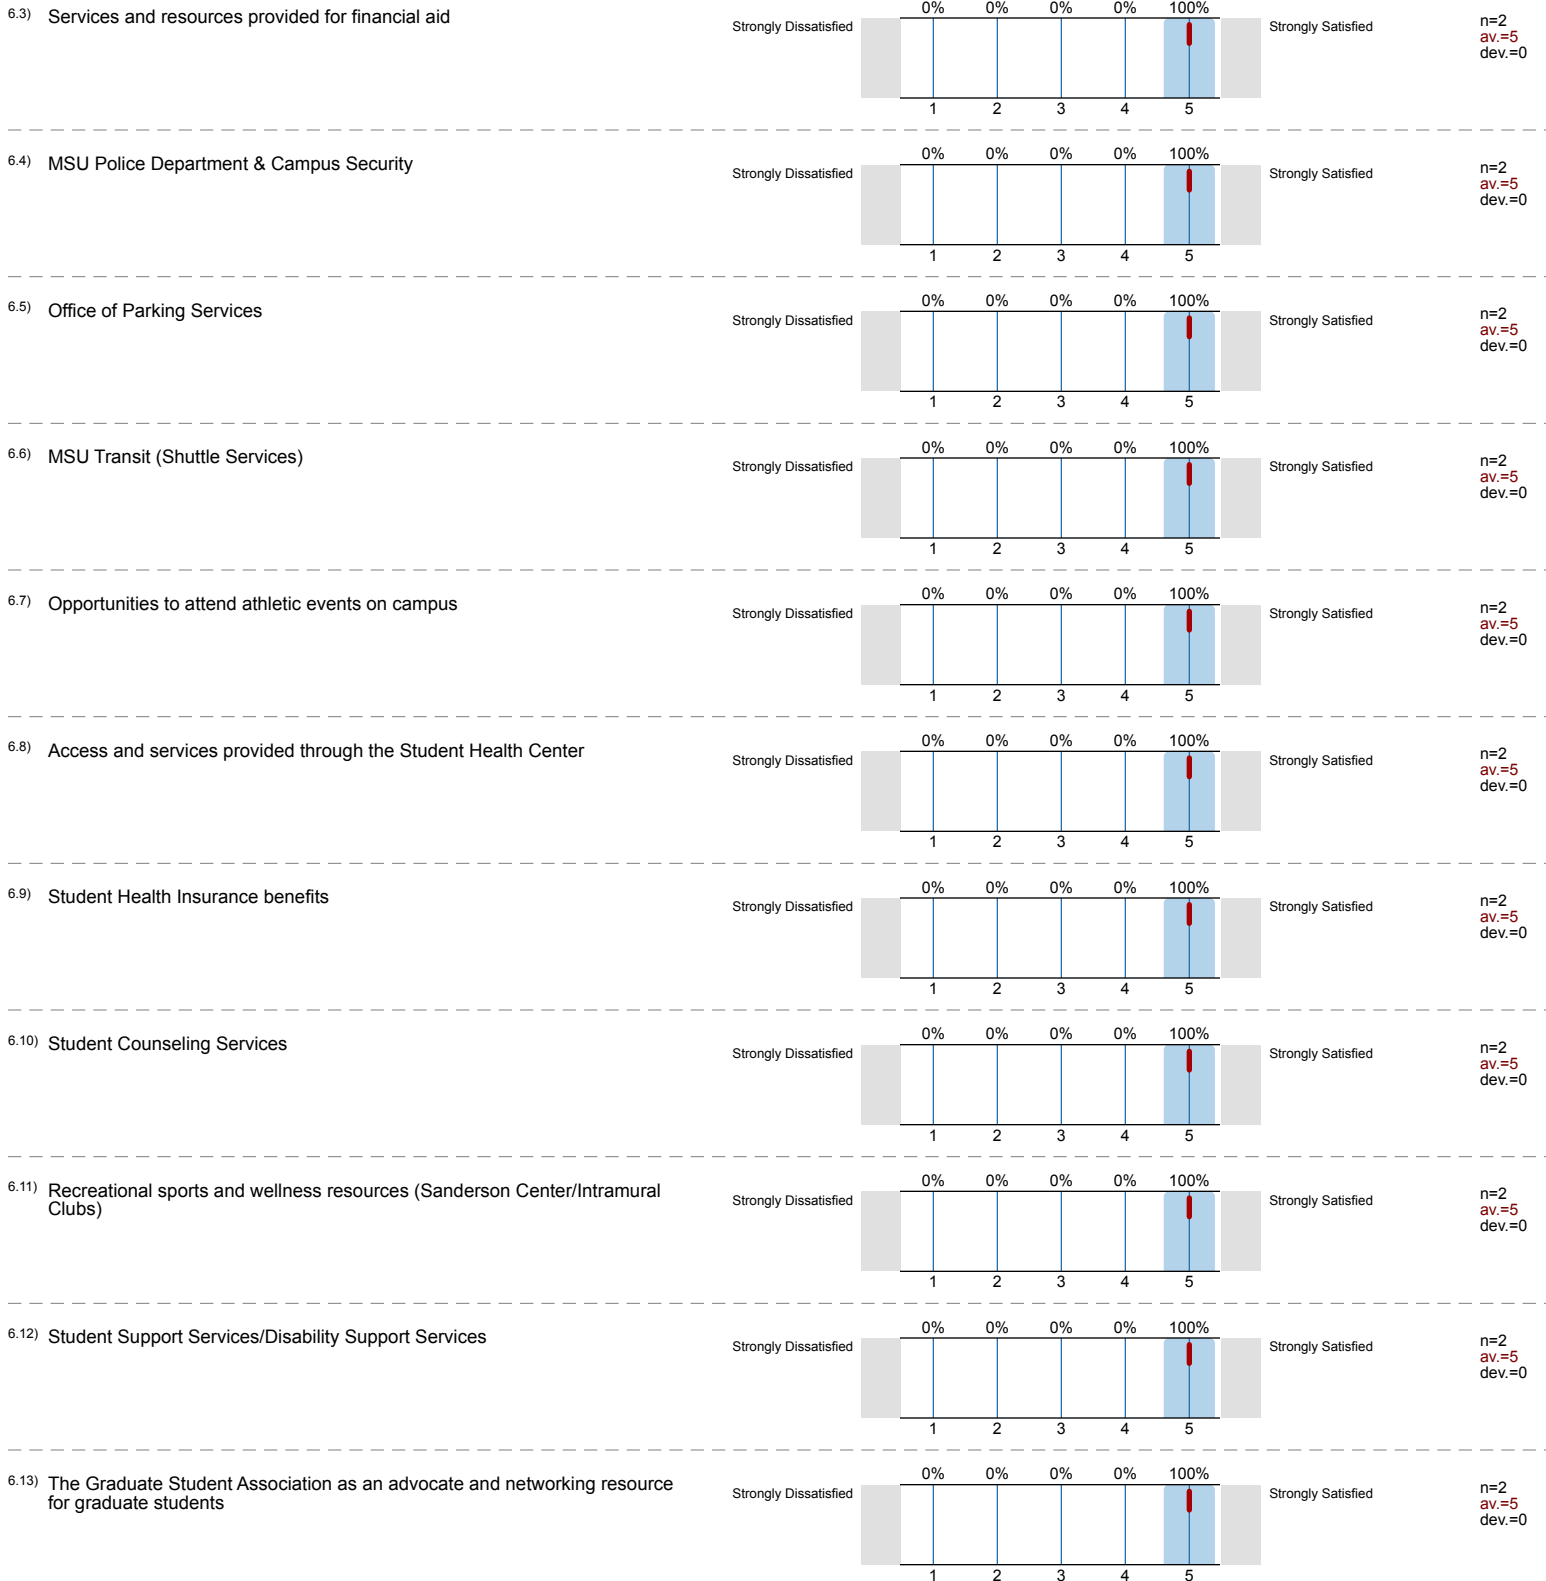 6.3) Services and resources provided for financial aid
0% 0% 0% 0% 100%
Strongly Dissatisfied Strongly Satisfied
n=2
av.=5
dev.=0
1 2 3 4 5
6.4) MSU Police Department & Campus Security
0% 0% 0% 0% 100%
Strongly Dissatisfied Strongly Satisfied
n=2
av.=5
dev.=0
1 2 3 4 5
6.5) Office of Parking Services
0% 0% 0% 0% 100%
Strongly Dissatisfied Strongly Satisfied
n=2
av.=5
dev.=0
1 2 3 4 5
6.6) MSU Transit (Shuttle Services)
0% 0% 0% 0% 100%
Strongly Dissatisfied Strongly Satisfied
n=2
av.=5
dev.=0
1 2 3 4 5
6.7) Opportunities to attend athletic events on campus
0% 0% 0% 0% 100%
Strongly Dissatisfied Strongly Satisfied
n=2
av.=5
dev.=0
1 2 3 4 5
6.8) Access and services provided through the Student Health Center
0% 0% 0% 0% 100%
Strongly Dissatisfied Strongly Satisfied
n=2
av.=5
dev.=0
1 2 3 4 5
6.9) Student Health Insurance benefits
0% 0% 0% 0% 100%
Strongly Dissatisfied Strongly Satisfied
n=2
av.=5
dev.=0
1 2 3 4 5
6.10) Student Counseling Services
0% 0% 0% 0% 100%
Strongly Dissatisfied Strongly Satisfied
n=2
av.=5
dev.=0
1 2 3 4 5
6.11) Recreational sports and wellness resources (Sanderson Center/Intramural
Clubs)
0% 0% 0% 0% 100%
Strongly Dissatisfied Strongly Satisfied
n=2
av.=5
dev.=0
1 2 3 4 5
6.12) Student Support Services/Disability Support Services
0% 0% 0% 0% 100%
Strongly Dissatisfied Strongly Satisfied
n=2
av.=5
dev.=0
1 2 3 4 5
6.13) The Graduate Student Association as an advocate and networking resource
for graduate students
0% 0% 0% 0% 100%
Strongly Dissatisfied Strongly Satisfied
n=2
av.=5
dev.=0
1 2 3 4 5